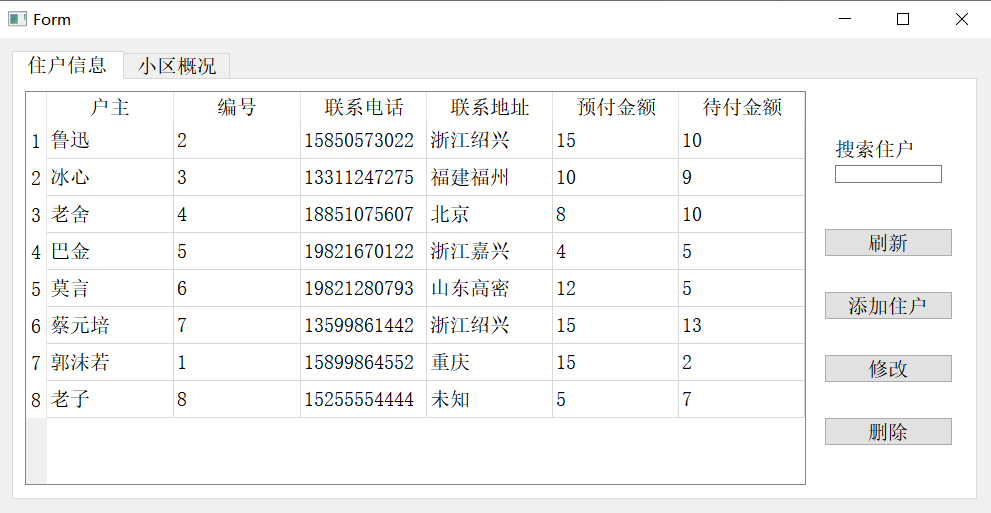 Form
住户信息 小区概况
户主 编号 联系电话 联系地址 预付金额 待付金额
1 鲁迅 2 15850573022 浙江绍兴 15 10
2 冰心 3 13311247275 福建福州 10 9
3 老舍 4 18851075607 北京 8 10
4 巴金 5 19821670122 浙江嘉兴 4 5
5 莫言 6 19821280793 山东高密 12 5
6 蔡元培 7 13599861442 浙江绍兴 15 13
7 郭沫若 1 15899864552 重庆 15 2
8 老子 8 15255554444 未知 5 7
搜索住户
刷新
添加住户
修改
删除